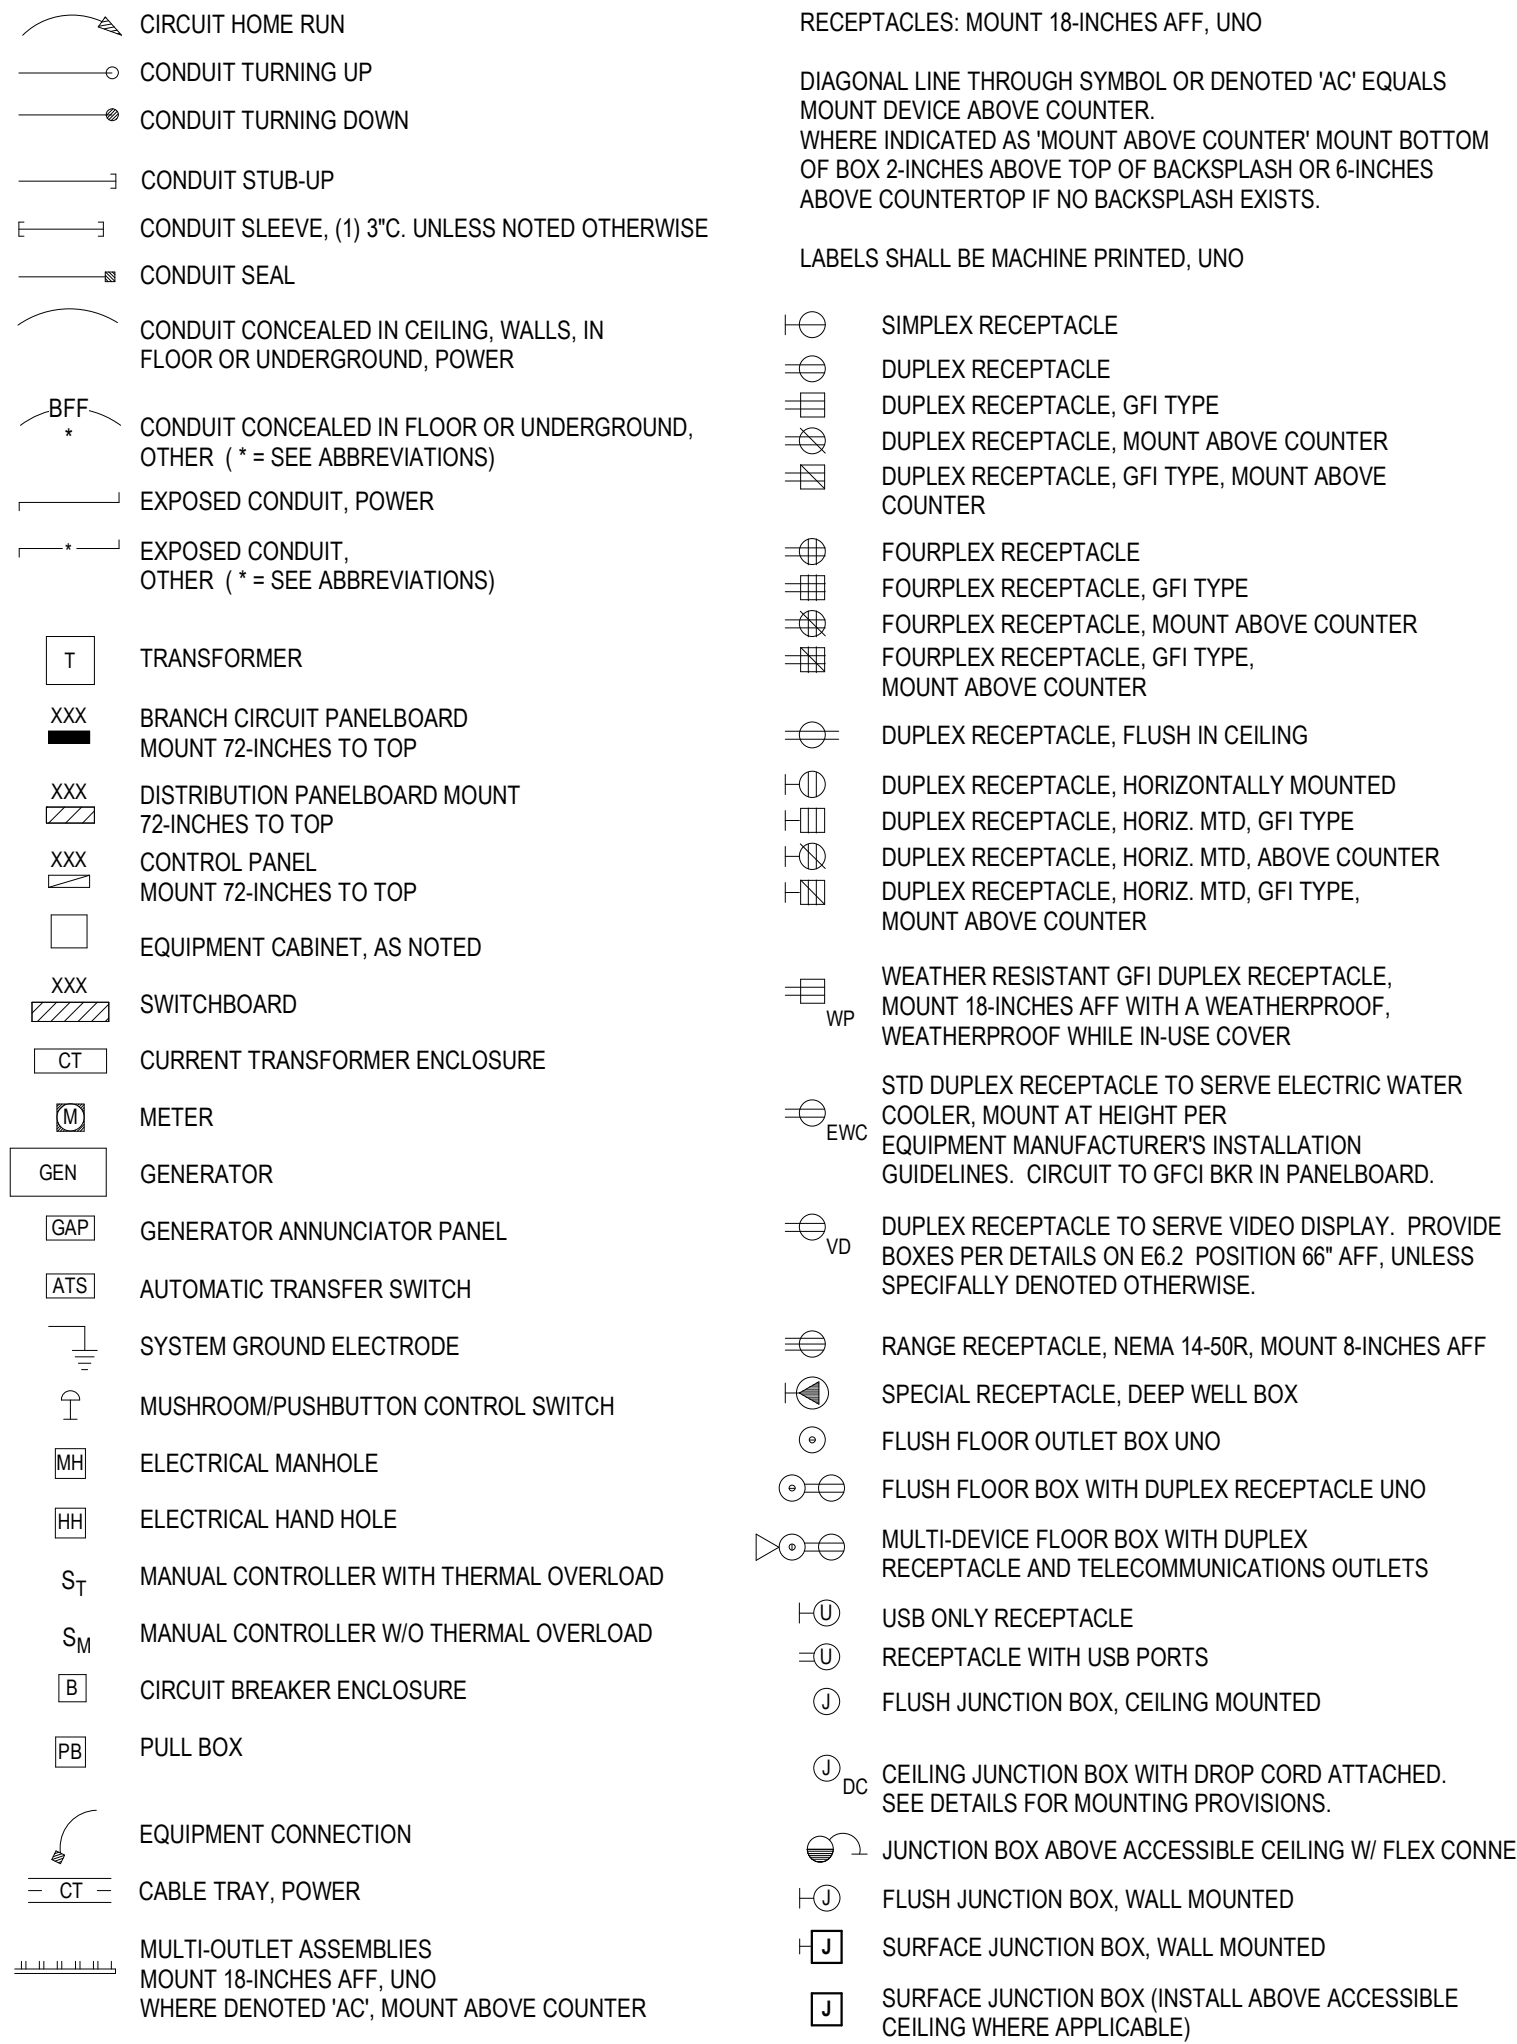 CIRCUIT HOME RUN
CONDUIT TURNING UP
CONDUIT TURNING DOWN
CONDUIT STUB-UP
CONDUIT SLEEVE, (1) 3"C. UNLESS NOTED OTHERWISE
CONDUIT SEAL
CONDUIT CONCEALED IN CEILING, WALLS, IN
FLOOR OR UNDERGROUND, POWER
BFF
*
CONDUIT CONCEALED IN FLOOR OR UNDERGROUND,
OTHER ( * = SEE ABBREVIATIONS)
EXPOSED CONDUIT, POWER
*
EXPOSED CONDUIT,
OTHER ( * = SEE ABBREVIATIONS)
T
TRANSFORMER
XXX
BRANCH CIRCUIT PANELBOARD
MOUNT 72-INCHES TO TOP
XXX
DISTRIBUTION PANELBOARD MOUNT
72-INCHES TO TOP
XXX
CONTROL PANEL
MOUNT 72-INCHES TO TOP
EQUIPMENT CABINET, AS NOTED
XXX
SWITCHBOARD
CT
CURRENT TRANSFORMER ENCLOSURE
M
METER
GEN
GENERATOR
GAP
GENERATOR ANNUNCIATOR PANEL
ATS
AUTOMATIC TRANSFER SWITCH
SYSTEM GROUND ELECTRODE
MUSHROOM/PUSHBUTTON CONTROL SWITCH
MH
ELECTRICAL MANHOLE
HH
ELECTRICAL HAND HOLE
ST
MANUAL CONTROLLER WITH THERMAL OVERLOAD
SM
MANUAL CONTROLLER W/O THERMAL OVERLOAD
B
CIRCUIT BREAKER ENCLOSURE
PB
PULL BOX
EQUIPMENT CONNECTION
CT
CABLE TRAY, POWER
MULTI-OUTLET ASSEMBLIES
MOUNT 18-INCHES AFF, UNO
WHERE DENOTED 'AC', MOUNT ABOVE COUNTER
RECEPTACLES: MOUNT 18-INCHES AFF, UNO
DIAGONAL LINE THROUGH SYMBOL OR DENOTED 'AC' EQUALS
MOUNT DEVICE ABOVE COUNTER.
WHERE INDICATED AS 'MOUNT ABOVE COUNTER' MOUNT BOTTOM
OF BOX 2-INCHES ABOVE TOP OF BACKSPLASH OR 6-INCHES
ABOVE COUNTERTOP IF NO BACKSPLASH EXISTS.
LABELS SHALL BE MACHINE PRINTED, UNO
SIMPLEX RECEPTACLE
DUPLEX RECEPTACLE
DUPLEX RECEPTACLE, GFI TYPE
DUPLEX RECEPTACLE, MOUNT ABOVE COUNTER
DUPLEX RECEPTACLE, GFI TYPE, MOUNT ABOVE
COUNTER
FOURPLEX RECEPTACLE
FOURPLEX RECEPTACLE, GFI TYPE
FOURPLEX RECEPTACLE, MOUNT ABOVE COUNTER
FOURPLEX RECEPTACLE, GFI TYPE,
MOUNT ABOVE COUNTER
DUPLEX RECEPTACLE, FLUSH IN CEILING
DUPLEX RECEPTACLE, HORIZONTALLY MOUNTED
DUPLEX RECEPTACLE, HORIZ. MTD, GFI TYPE
DUPLEX RECEPTACLE, HORIZ. MTD, ABOVE COUNTER
DUPLEX RECEPTACLE, HORIZ. MTD, GFI TYPE,
MOUNT ABOVE COUNTER
WP
WEATHER RESISTANT GFI DUPLEX RECEPTACLE,
MOUNT 18-INCHES AFF WITH A WEATHERPROOF,
WEATHERPROOF WHILE IN-USE COVER
EWC
STD DUPLEX RECEPTACLE TO SERVE ELECTRIC WATER
COOLER, MOUNT AT HEIGHT PER
EQUIPMENT MANUFACTURER'S INSTALLATION
GUIDELINES. CIRCUIT TO GFCI BKR IN PANELBOARD.
VD
DUPLEX RECEPTACLE TO SERVE VIDEO DISPLAY. PROVIDE
BOXES PER DETAILS ON E6.2 POSITION 66" AFF, UNLESS
SPECIFALLY DENOTED OTHERWISE.
RANGE RECEPTACLE, NEMA 14-50R, MOUNT 8-INCHES AFF
SPECIAL RECEPTACLE, DEEP WELL BOX
FLUSH FLOOR OUTLET BOX UNO
FLUSH FLOOR BOX WITH DUPLEX RECEPTACLE UNO
MULTI-DEVICE FLOOR BOX WITH DUPLEX
RECEPTACLE AND TELECOMMUNICATIONS OUTLETS
U
USB ONLY RECEPTACLE
U
RECEPTACLE WITH USB PORTS
J
FLUSH JUNCTION BOX, CEILING MOUNTED
J DC
CEILING JUNCTION BOX WITH DROP CORD ATTACHED.
SEE DETAILS FOR MOUNTING PROVISIONS.
JUNCTION BOX ABOVE ACCESSIBLE CEILING W/ FLEX CONNE
J
FLUSH JUNCTION BOX, WALL MOUNTED
J
SURFACE JUNCTION BOX, WALL MOUNTED
J
SURFACE JUNCTION BOX (INSTALL ABOVE ACCESSIBLE
CEILING WHERE APPLICABLE)